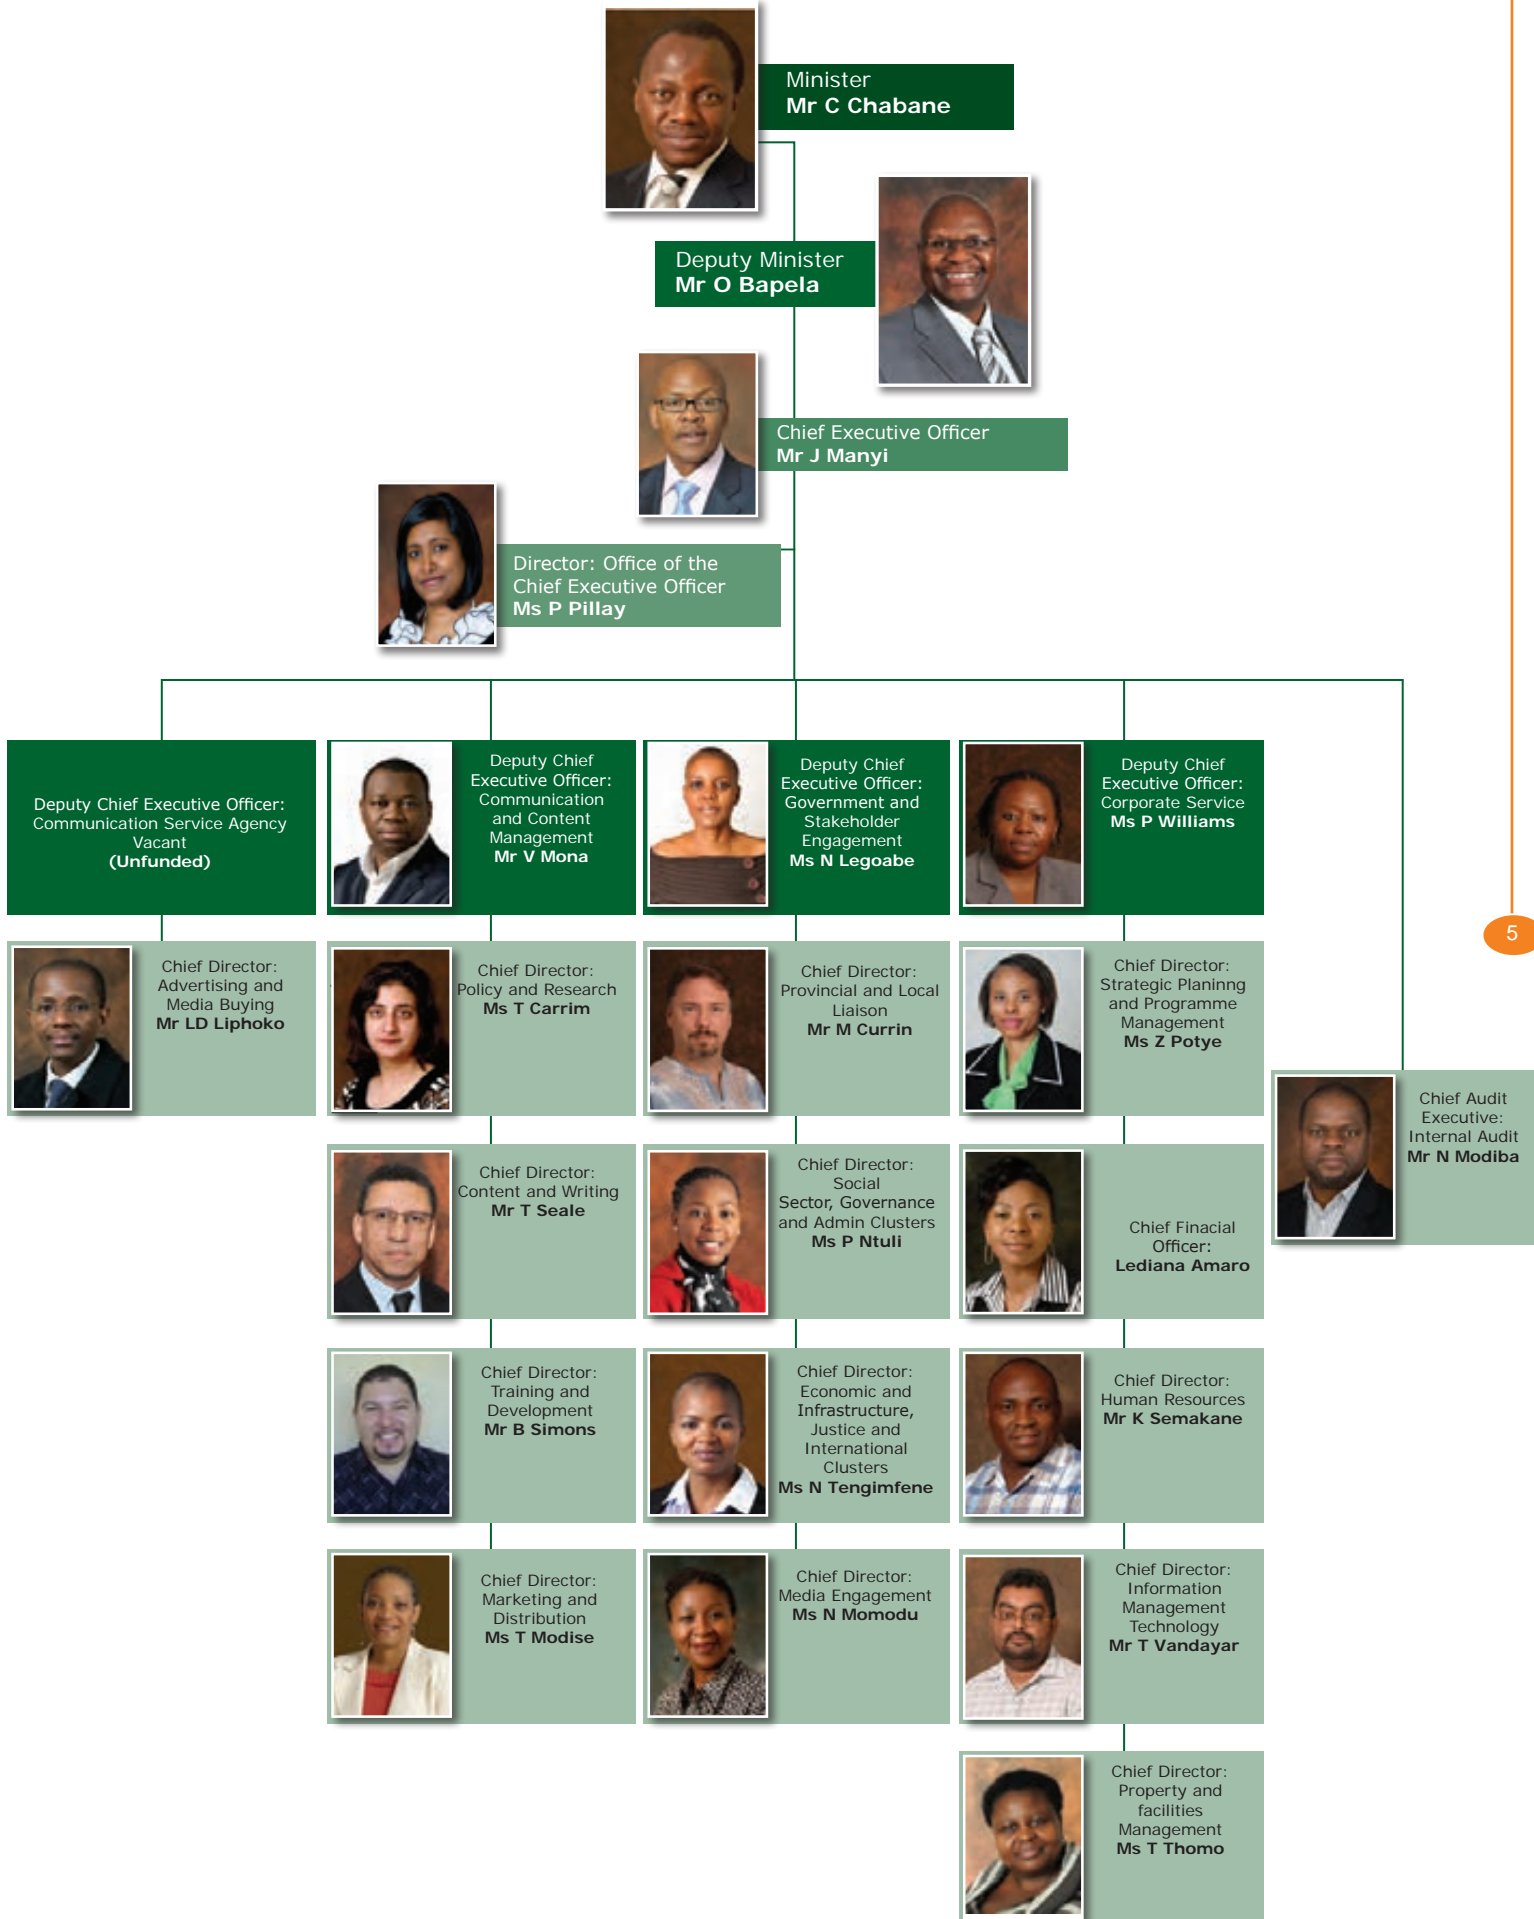 Minister
Mr C Chabane
Deputy Minister
Mr O Bapela
Chief Executive Officer
Mr J Manyi
Director: Office of the
Chief Executive Officer
Ms P Pillay
Deputy Chief Executive Officer:
Communication Service Agency
Vacant
(Unfunded)
Deputy Chief
Executive Officer:
Communication
and Content
Management
Mr V Mona
Deputy Chief
Executive Officer:
Government and
Stakeholder
Engagement
Ms N Legoabe
Deputy Chief
Executive Officer:
Corporate Service
Ms P Williams
5
Chief Director:
Advertising and
Media Buying
Mr LD Liphoko
Chief Director:
Policy and Research
Ms T Carrim
Chief Director:
Provincial and Local
Liaison
Mr M Currin
Chief Director:
Strategic Planinng
and Programme
Management
Ms Z Potye
Chief Audit
Executive:
Internal Audit
Mr N Modiba
Chief Director:
Content and Writing
Mr T Seale
Chief Director:
Social
Sector, Governance
and Admin Clusters
Ms P Ntuli
Chief Finacial
Officer:
Lediana Amaro
Chief Director:
Training and
Development
Mr B Simons
Chief Director:
Economic and
Infrastructure,
Justice and
International
Clusters
Ms N Tengimfene
Chief Director:
Human Resources
Mr K Semakane
Chief Director:
Marketing and
Distribution
Ms T Modise
Chief Director:
Media Engagement
Ms N Momodu
Chief Director:
Information
Management
Technology
Mr T Vandayar
Chief Director:
Property and
facilities
Management
Ms T Thomo